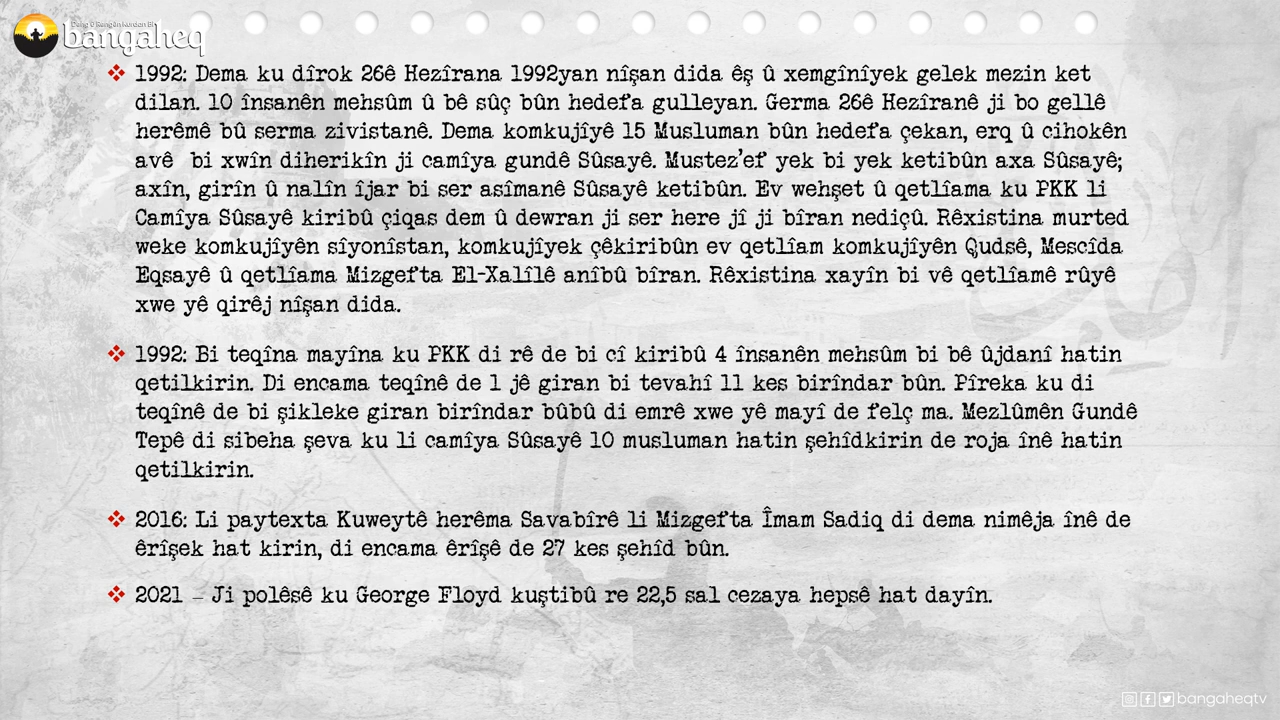 Deng û Rengên Kurdan Bi
bangaheq
❖ 1992: Dema ku dîrok 26ê Hezîrana 1992yan nîşan dida êş û xemgînîyek gelek mezin ket
dilan. 10 însanên mehsûm û bê sûç bûn hedefa gulleyan. Germa 26ê Hezîranê ji bo gellê
herêmê bû serma zivistanê. Dema komkujîyê 15 Musluman bûn hedefa çekan, erq û cihokên
avê bi xwîn diherikîn ji camîya gundê Sûsayê. Mustez'ef yek bi yek ketibûn axa Sûsayê;
axîn, girîn û nalîn îjar bi ser asîmanê Sûsayê ketibûn. Ev wehşet û qetlîama ku PKK li
Camîya Sûsayê kiribû çiqas dem û dewran ji ser here jî ji bîran nediçû. Rêxistina murted
weke komkujîyên sîyonîstan, komkujîyek çêkiribûn ev qetlîam komkujîyên Qudsê, Mescîda
Eqsayê û qetlîama Mizgefta El-Xalîlê anîbû bîran. Rêxistina xayîn bi vê qetlîamê rûyê
xwe yê qirêj nîşan dida.
❖ 1992: Bi teqîna mayîna ku PKK di rê de bi cî kiribû 4 însanên mehsûm bi bê ûjdanî hatin
qetilkirin. Di encama teqînê de 1 jê giran bi tevahî 11 kes birîndar bûn. Pîreka ku di
teqînê de bi şikleke giran birîndar bûbû di emrê xwe yê mayî de felç ma. Mezlûmên Gundê
Tepê di sibeha şeva ku li camîya Sûsayê 10 musluman hatin şehîdkirin de roja înê hatin
qetilkirin.
❖ 2016: Li paytexta Kuweytê herêma Savabîrê li Mizgefta Îmam Sadiq di dema nimêja înê de
êrîşek hat kirin, di encama êrîşê de 27 kes şehîd bûn.
❖ 2021 – Ji polêsê ku George Floyd kuştibû re 22,5 sal cezaya hepsê hat dayîn.
bangaheqtv